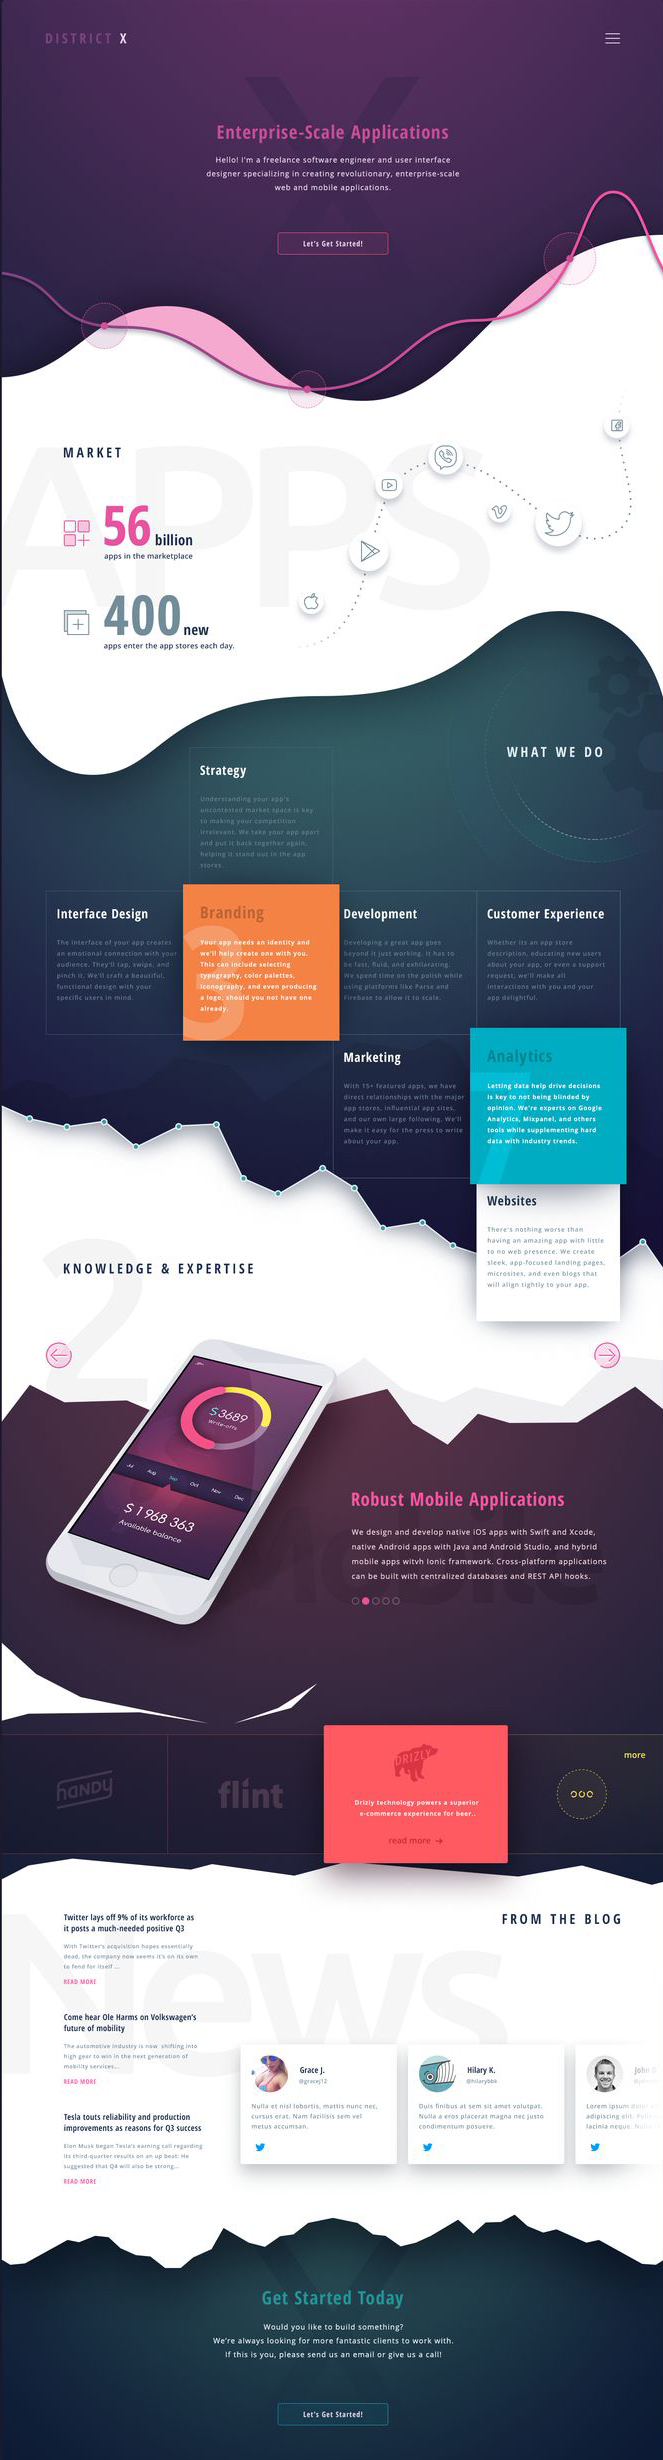 DISTRICT X
X
Enterprise-Scale Applications
Hello! I'm a freelance software engineer and user interface
designer specializing in creating revolutionary, enterprise-scale
web and mobile applications.
Let's Get Started!
APPS
MARKET
56 billion
apps in the marketplace
400 new
apps enter the app stores each day.
WHAT WE DO
Strategy
Understanding your app's
uncontested market space is key
to making your competition
irrelevant. We take your app apart
and put it back together again,
helping it stand out in the app
stores.
Interface Design
The interface of your app creates
an emotional connection with your
audience. They'll tap, swipe, and
pinch it. We'll craft a beautiful,
functional design with your
specific users in mind.
3
Branding
Your app needs an identity and
we'll help create one with you.
This can include selecting
typography, color palettes,
iconography, and even producing
a logo; should you not have one
already.
Development
Developing a great app goes
beyond it just working. It has to
be fast, fluid, and exhilarating.
We spend time on the polish while
using platforms like Parse and
Firebase to allow it to scale.
Customer Experience
Whether its an app store
description, educating new users
about your app, or even a support
request, we'll make all
interactions with you and your
app delightful.
Marketing
With 15+ featured apps, we have
direct relationships with the major
app stores, influential app sites,
and our own large following. We'll
make it easy for the press to write
about your app.
7
Analytics
Letting data help drive decisions
is key to not being blinded by
opinion. We're experts on Google
Analytics, Mixpanel, and others
tools while supplementing hard
data with industry trends.
Websites
There's nothing worse than
having an amazing app with little
to no web presence. We create
sleek, app-focused landing pages,
microsites, and even blogs that
will align tightly to your app.
2
KNOWLEDGE & EXPERTISE
$3689
Write-offs
Jul Aug Sep Oct Nov Dec
$1 968 363
Available balance
Mobile
Robust Mobile Applications
We design and develop native iOS apps with Swift and Xcode,
native Android apps with Java and Android Studio, and hybrid
mobile apps witvh Ionic framework. Cross-platform applications
can be built with centralized databases and REST API hooks.
HANDY
flint
DRIZLY
Drizly technology powers a superior
e-commerce experience for beer..
read more →
more
News
FROM THE BLOG
Twitter lays off 9% of its workforce as
it posts a much-needed positive Q3
With Twitter's acquisition hopes essentially
dead, the company now seems it's on its own
to fend for itself...
READ MORE
Come hear Ole Harms on Volkswagen's
future of mobility
The automotive industry is now shifting into
high gear to win in the next generation of
mobility services...
READ MORE
Tesla touts reliability and production
improvements as reasons for Q3 success
Elon Musk began Tesla's earning call regarding
its third-quarter results on an up beat: He
suggested that Q4 will also be strong...
READ MORE
Grace J.
@gracej12
Nulla et nisl lobortis, mattis nunc nec,
cursus erat. Nam facilisis sem vel
metus accumsan.
Hilary K.
@hilarybbk
Duis finibus at sem sit amet volutpat.
Nulla a eros placerat magna nec justo
condimentum posuere.
John
Lorem ipsum dolor
adipiscing elit.
lacinia neque.
X
Get Started Today
Would you like to build something?
We're always looking for more fantastic clients to work with.
If this is you, please send us an email or give us a call!
Let's Get Started!